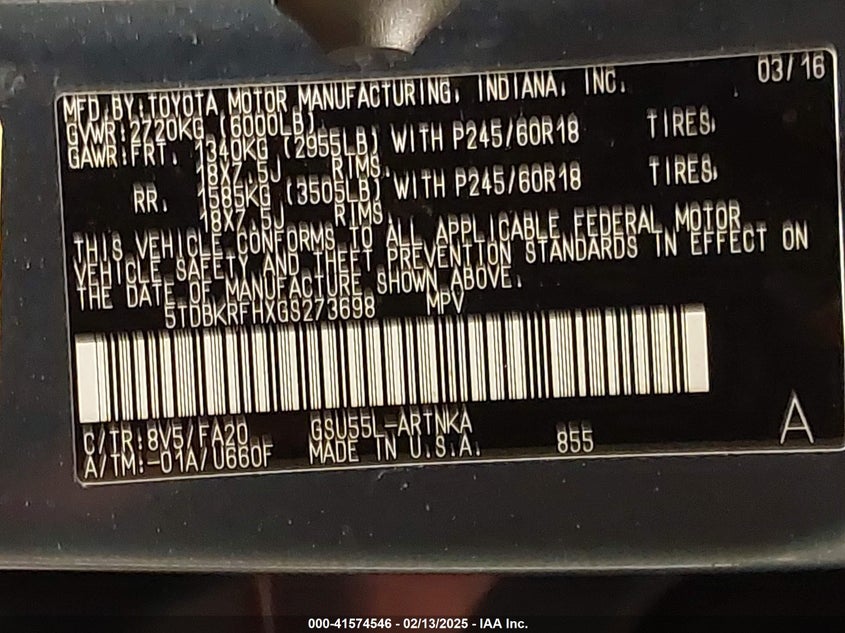 03/16
MFD.BY:TOYOTA MOTOR MANUFACTURING, INDIANA, INC.
GVWR:2720KG (6000LB)
GAWR:FRT. 1340KG (2955LB) WITH P245/60R18 TIRES,
18X7.5J RIMS,
RR. 1585KG (3505LB) WITH P245/60R18 TIRES,
18X7.5J RIMS,
THIS VEHICLE CONFORMS TO ALL APPLICABLE FEDERAL MOTOR
VEHICLE SAFETY AND THEFT PREVENTION STANDARDS IN EFFECT ON
THE DATE OF MANUFACTURE SHOWN ABOVE.
5TDBKRFHXGS273698 MPV
C/TR:8V5/FA20 GSU55L-ARTNKA
A/TM:-01A/U660F MADE IN U.S.A. 855
A
000-41574546 - 02/13/2025 - IAA Inc.